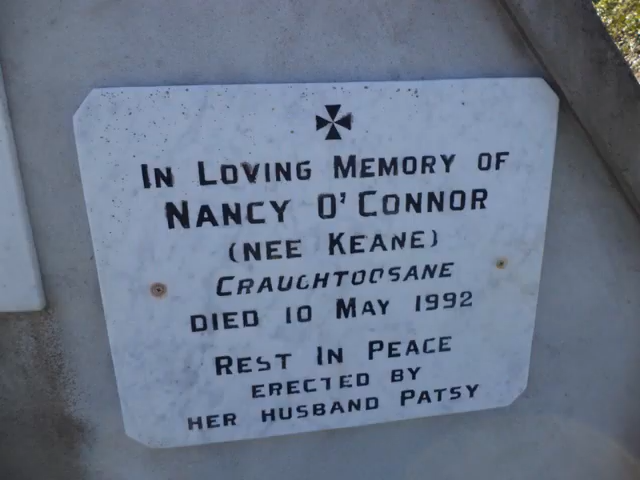 IN LOVING MEMORY OF
NANCY O'CONNOR
(NEE KEANE)
CRAUGHTOOSANE
DIED 10 MAY 1992
REST IN PEACE
ERECTED BY
HER HUSBAND PATSY